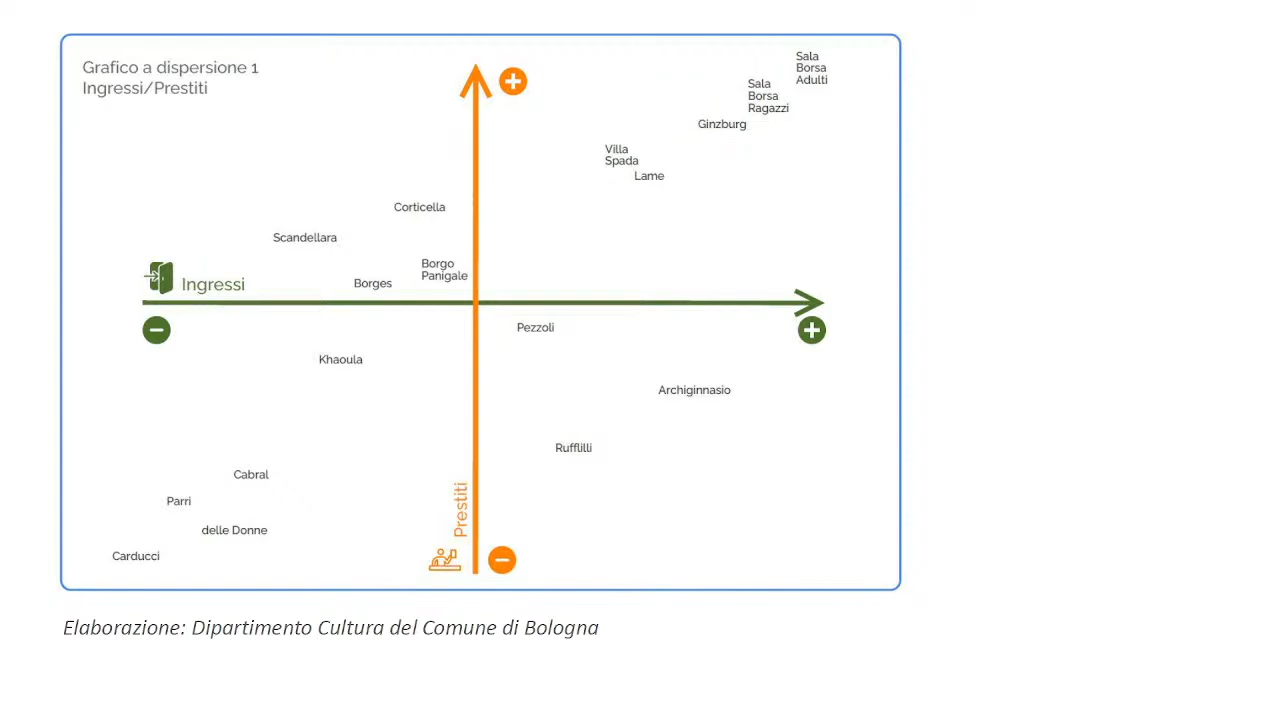 Grafico a dispersione 1
Ingressi/Prestiti
Sala
Borsa
Adulti
Sala
Borsa
Ragazzi
Ginzburg
Villa
Spada
Lame
Corticella
Scandellara
Borgo
Panigale
Borges
Ingressi
Pezzoli
Khaoula
Archiginnasio
Rufflilli
Cabral
Parri
delle Donne
Carducci
Prestiti
Elaborazione: Dipartimento Cultura del Comune di Bologna